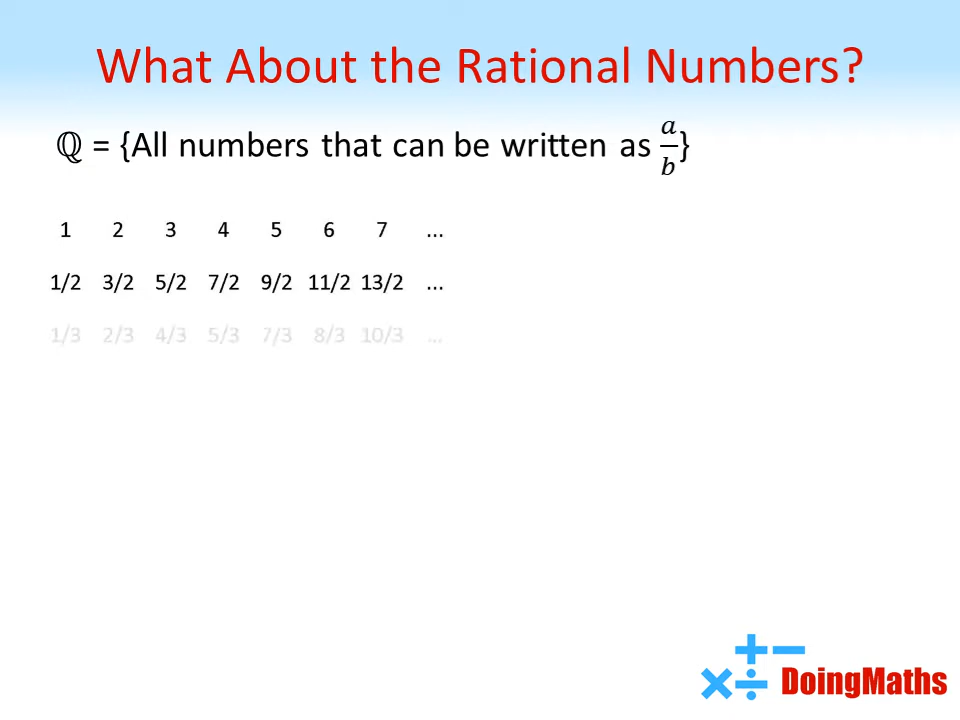 What About the Rational Numbers?
ℚ = {All numbers that can be written as a/b}
1 2 3 4 5 6 7 ...
1/2 3/2 5/2 7/2 9/2 11/2 13/2 ...
1/3 2/3 4/3 5/3 7/3 8/3 10/3 ...
DoingMaths